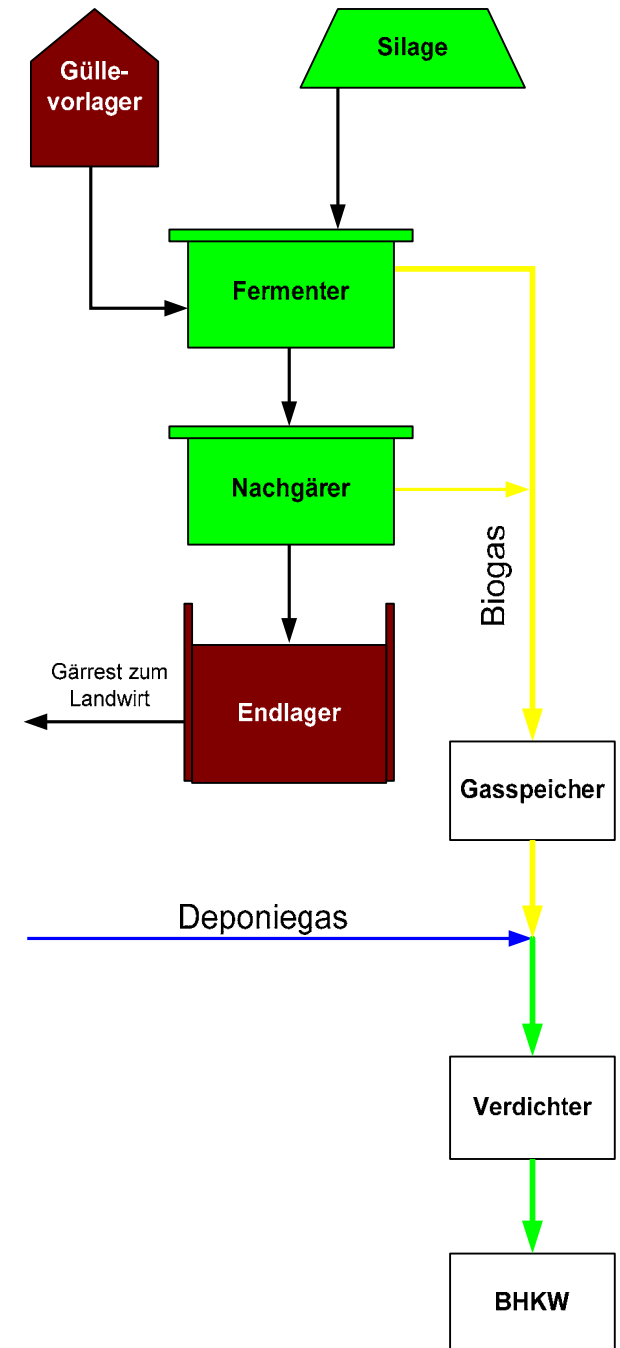 Gülle-
vorlager
Silage
Fermenter
Nachgärer
Biogas
Gärrest zum
Landwirt
Endlager
Gasspeicher
Deponiegas
Verdichter
BHKW